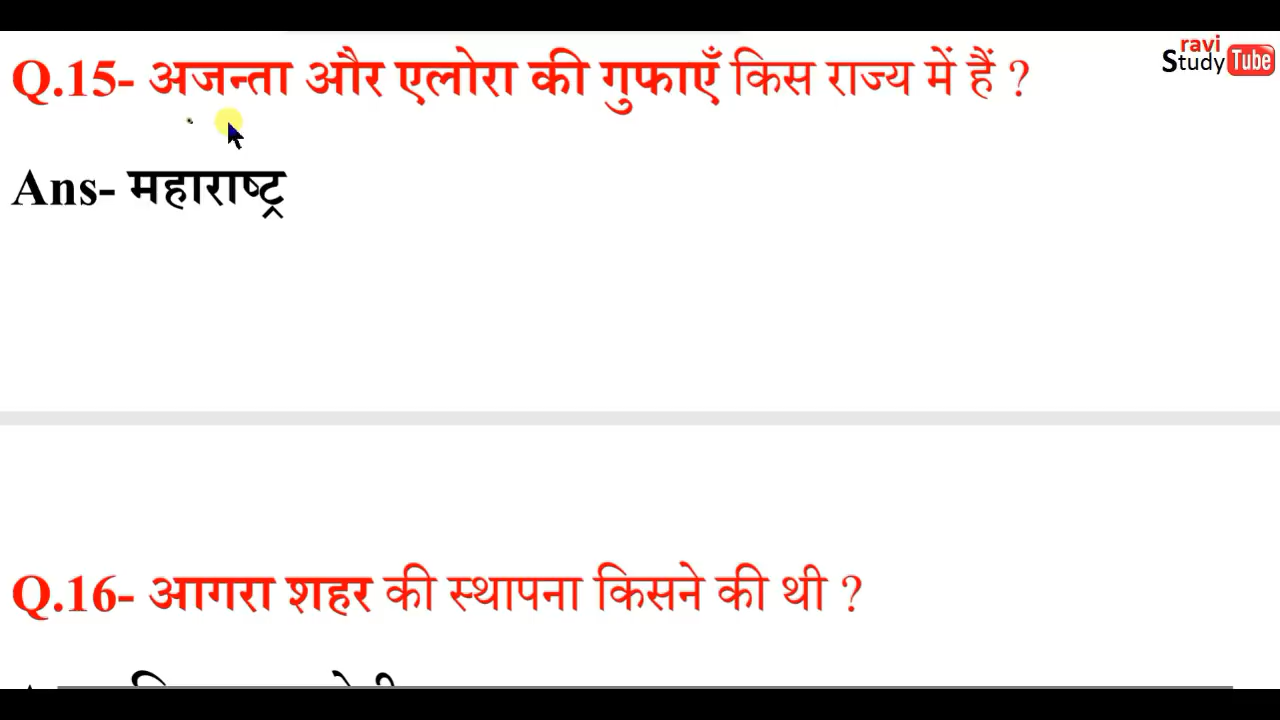 ravi
Study Tube
Q.15- अजन्ता और एलोरा की गुफाएँ किस राज्य में हैं ?
Ans- महाराष्ट्र
Q.16- आगरा शहर की स्थापना किसने की थी ?